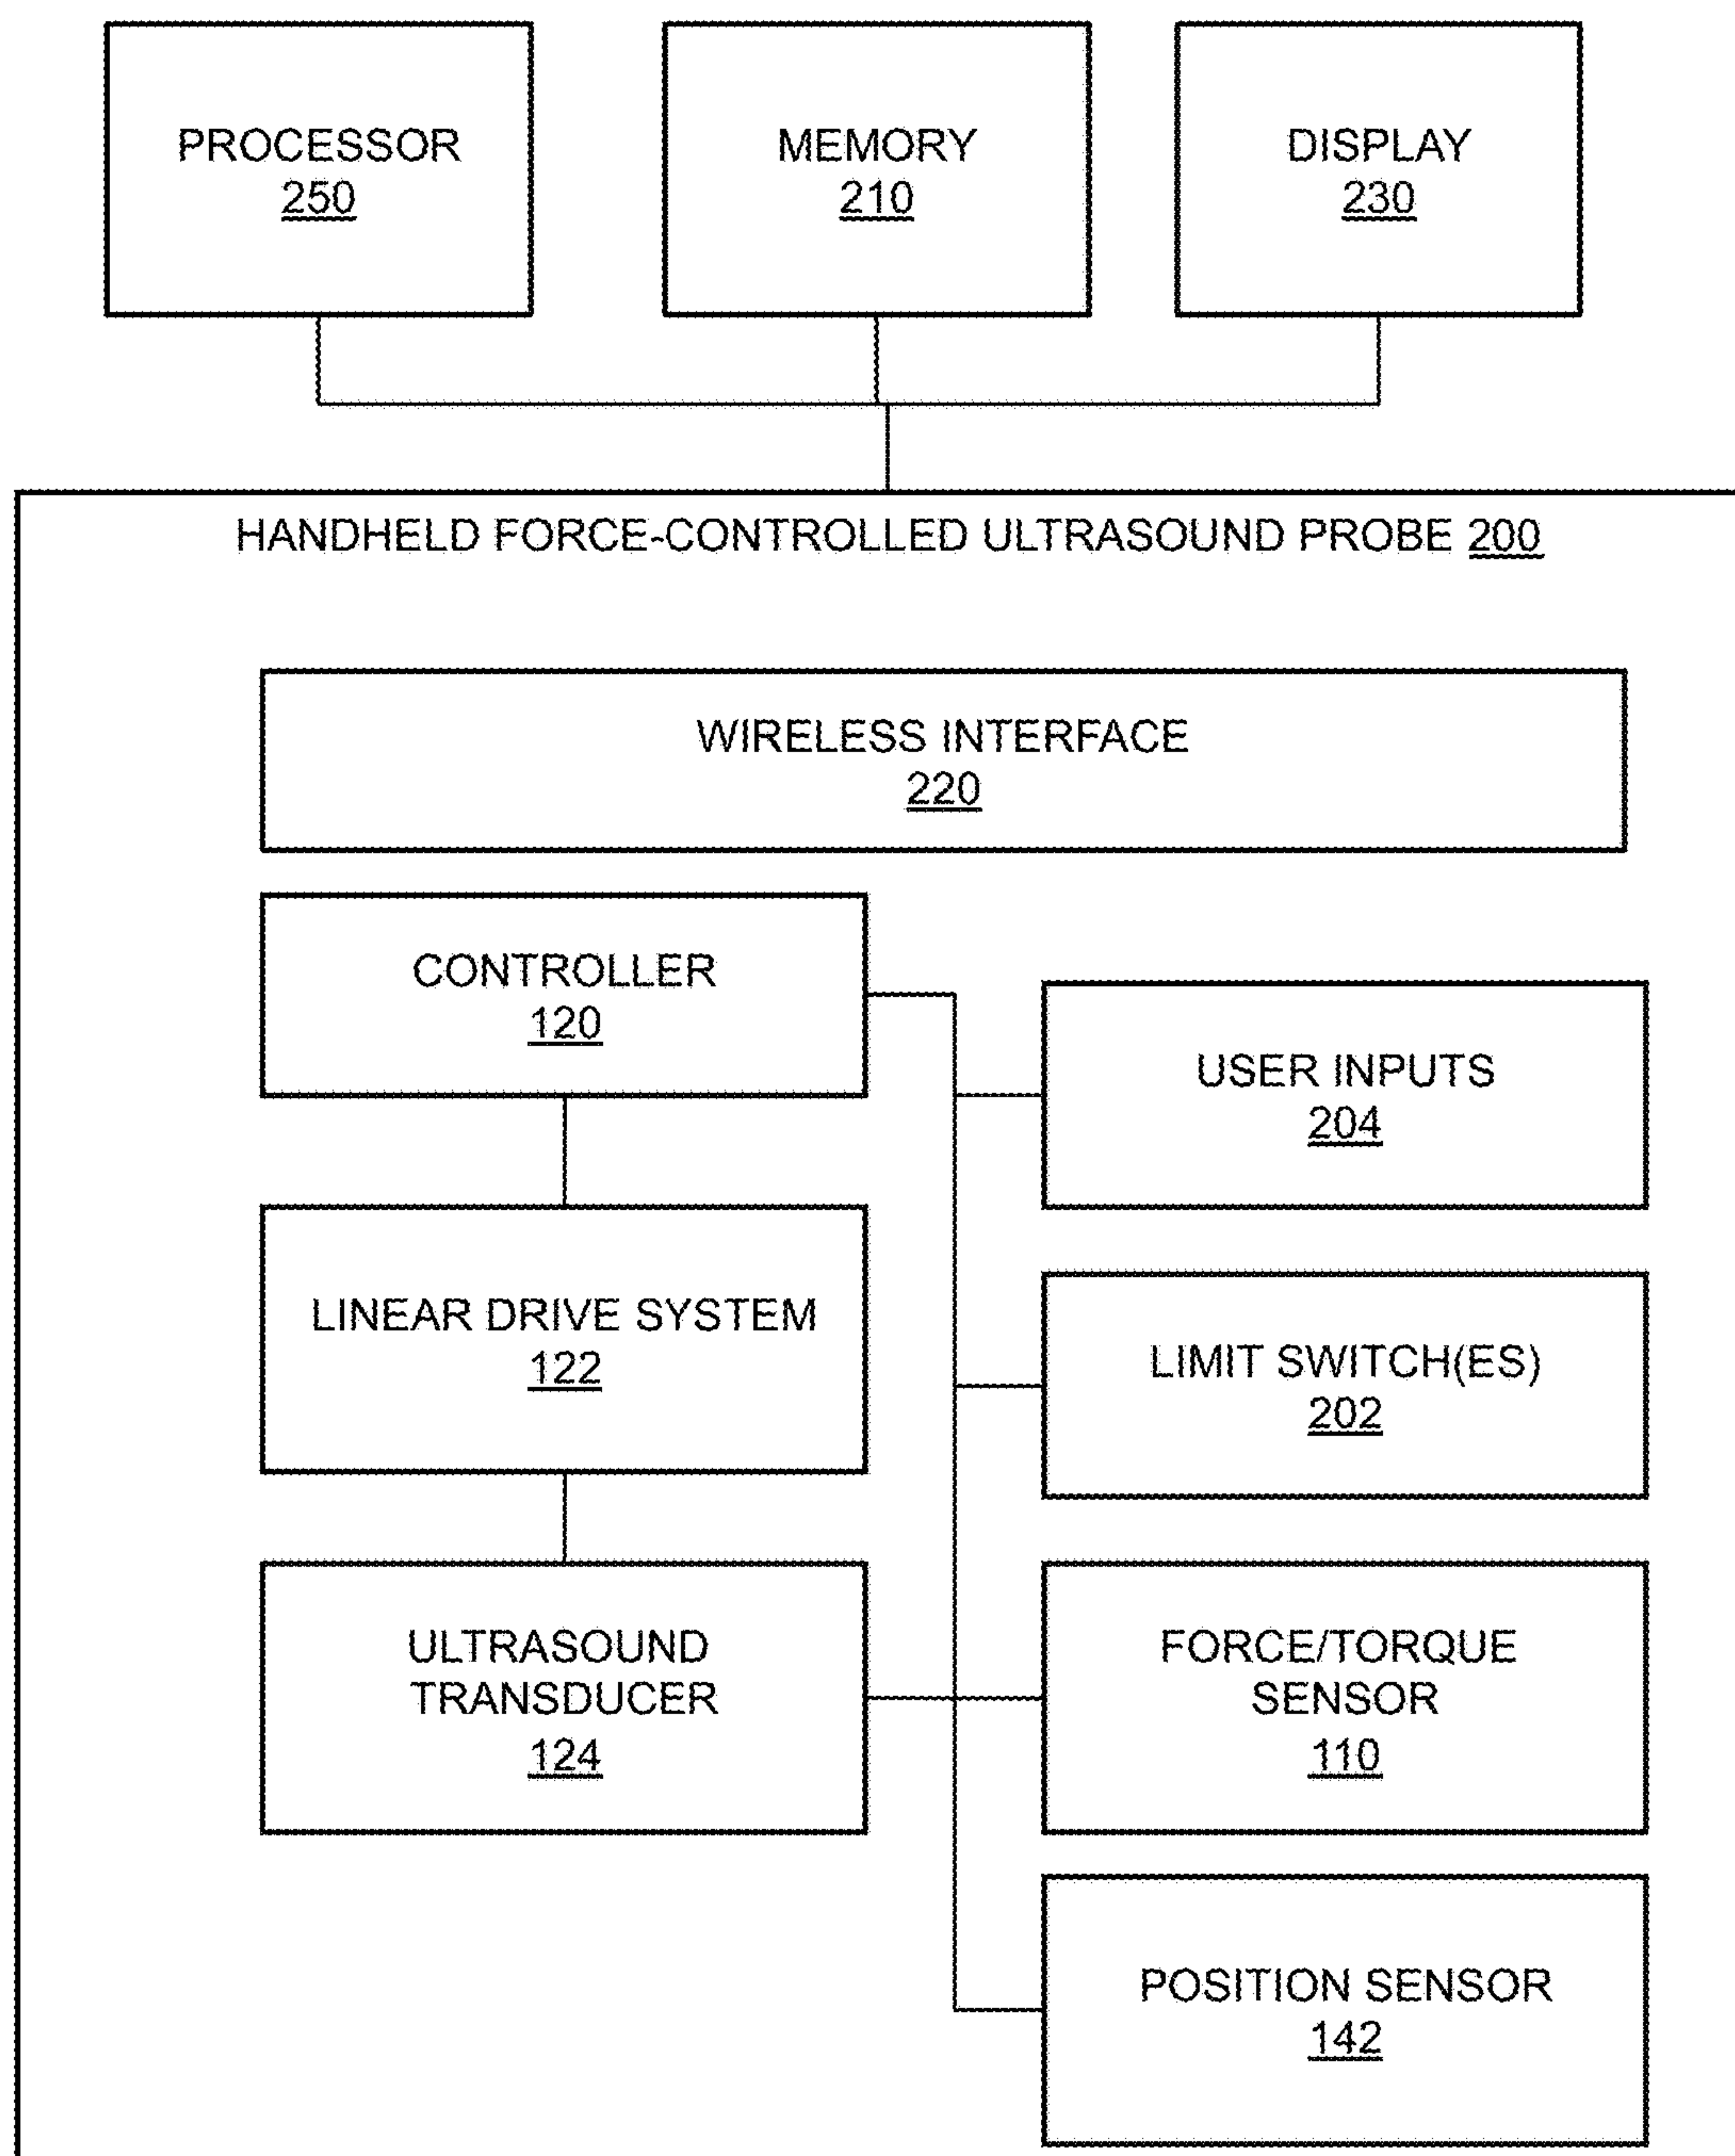 PROCESSOR
250
MEMORY
210
DISPLAY
230
HANDHELD FORCE-CONTROLLED ULTRASOUND PROBE 200
WIRELESS INTERFACE
220
CONTROLLER
120
USER INPUTS
204
LINEAR DRIVE SYSTEM
122
LIMIT SWITCH(ES)
202
ULTRASOUND
TRANSDUCER
124
FORCE/TORQUE
SENSOR
110
POSITION SENSOR
142